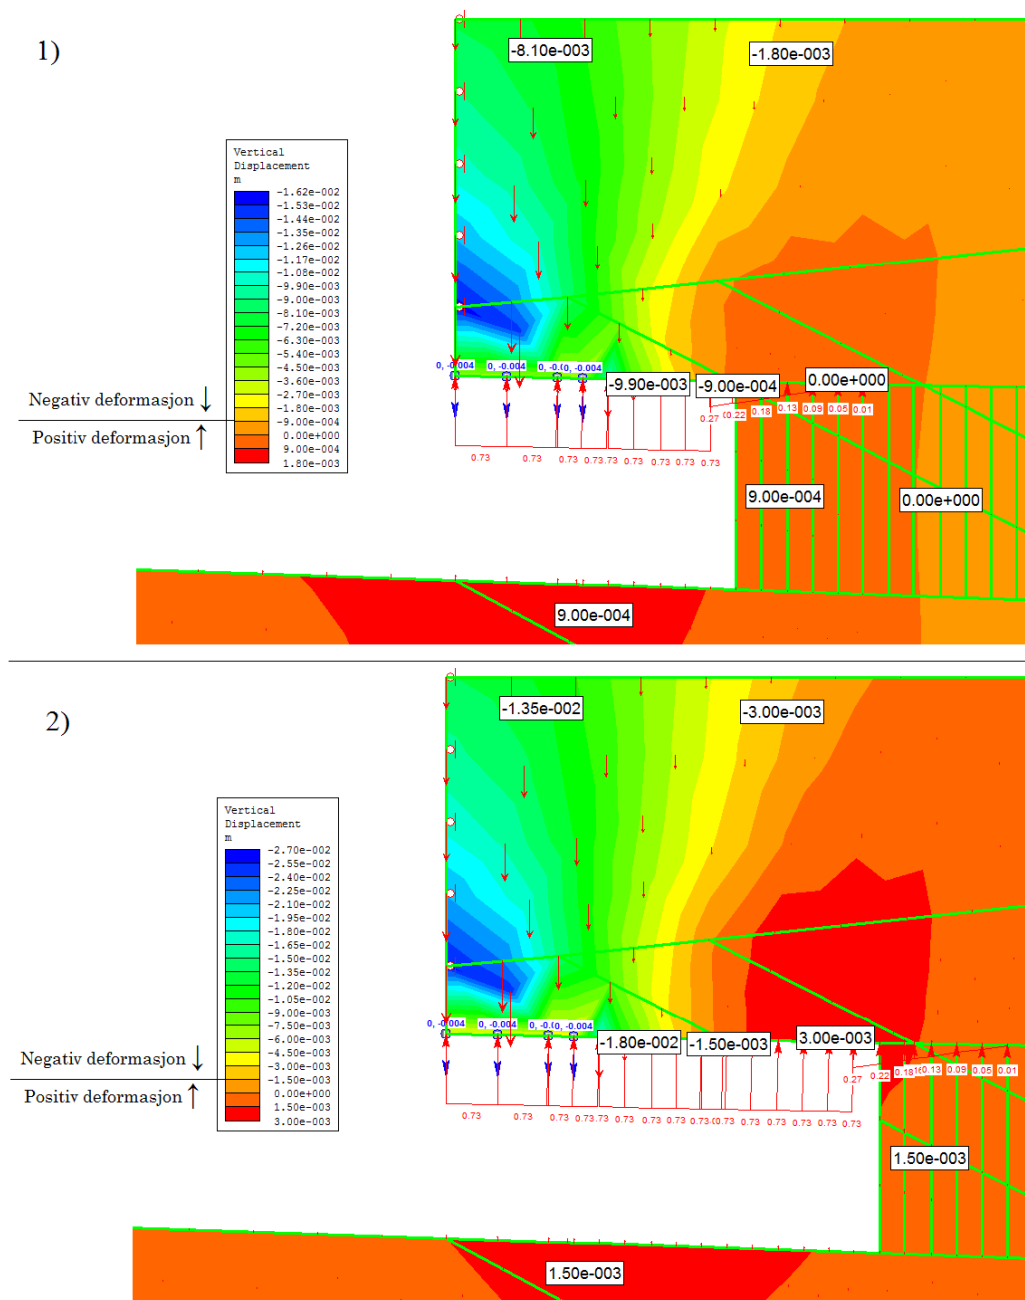 1)
-8.10e-003
-1.80e-003
Vertical
Displacement
m
-1.62e-002
-1.53e-002
-1.44e-002
-1.35e-002
-1.26e-002
-1.17e-002
-1.08e-002
-9.90e-003
-9.00e-003
-8.10e-003
-7.20e-003
-6.30e-003
-5.40e-003
-4.50e-003
-3.60e-003
-2.70e-003
-1.80e-003
-9.00e-004
0.00e+000
9.00e-004
1.80e-003
Negativ deformasjon ↓
Positiv deformasjon ↑
0, -0.004
0, -0.004
0, -0.004
-9.90e-003
-9.00e-004
0.00e+000
0.27
0.22
0.18
0.13
0.09
0.05
0.01
0.73
0.73
0.73
0.73
0.73
0.73
0.73
0.73
9.00e-004
0.00e+000
9.00e-004
2)
-1.35e-002
-3.00e-003
Vertical
Displacement
m
-2.70e-002
-2.55e-002
-2.40e-002
-2.25e-002
-2.10e-002
-1.95e-002
-1.80e-002
-1.65e-002
-1.50e-002
-1.35e-002
-1.20e-002
-1.05e-002
-9.00e-003
-7.50e-003
-6.00e-003
-4.50e-003
-3.00e-003
-1.50e-003
0.00e+000
1.50e-003
3.00e-003
Negativ deformasjon ↓
Positiv deformasjon ↑
0, -0.004
0, -0.004
0, -0.004
-1.80e-002
-1.50e-003
3.00e-003
0.27
0.22
0.18
0.13
0.09
0.05
0.01
0.73
0.73
0.73
0.73
0.73
0.73
0.73
0.73
0.73
0.73
0.73
0.73
1.50e-003
1.50e-003